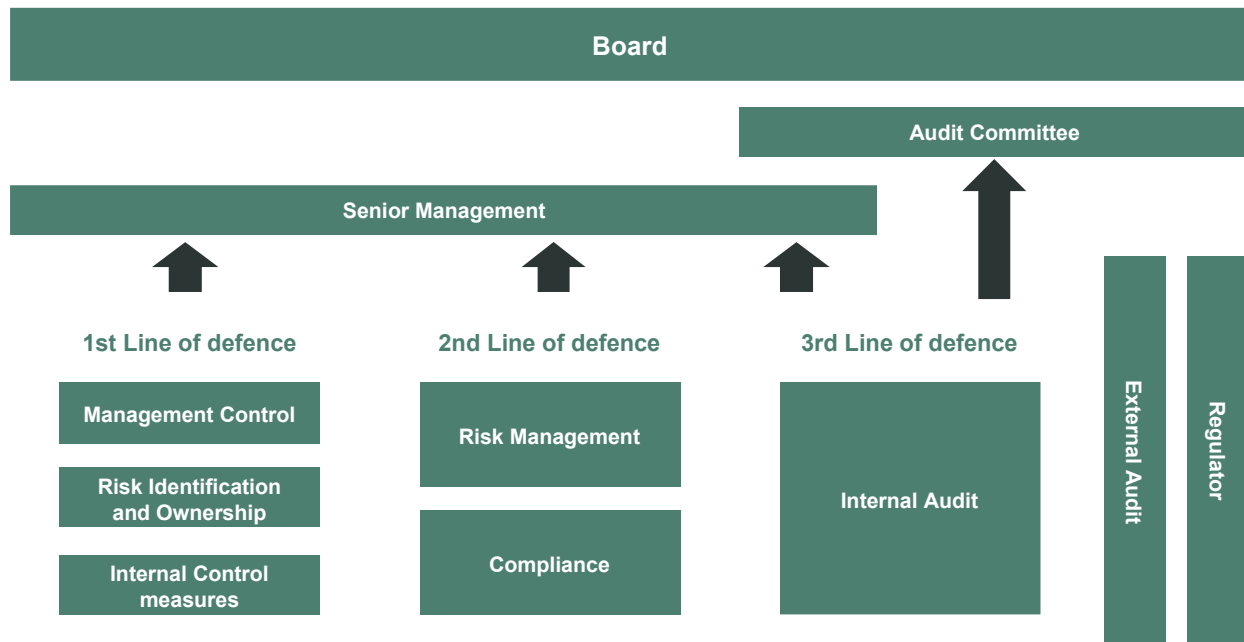 Board
Audit Committee
Senior Management
1st Line of defence
2nd Line of defence
3rd Line of defence
Management Control
Risk Identification
and Ownership
Internal Control
measures
Risk Management
Compliance
Internal Audit
External Audit
Regulator